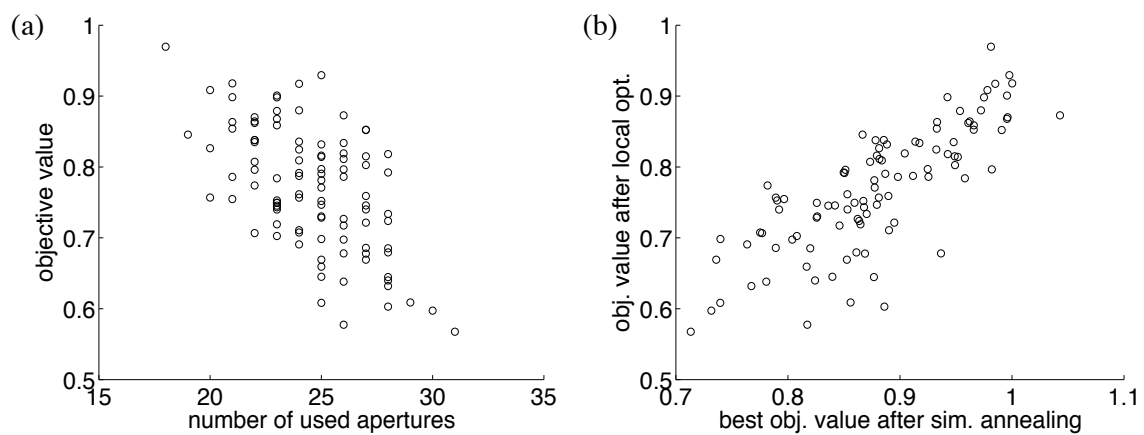 (a)
1
0.9
0.8
0.7
0.6
0.5
objective value
15 20 25 30 35
number of used apertures
(b)
1
0.9
0.8
0.7
0.6
0.5
obj. value after local opt.
0.7 0.8 0.9 1 1.1
best obj. value after sim. annealing